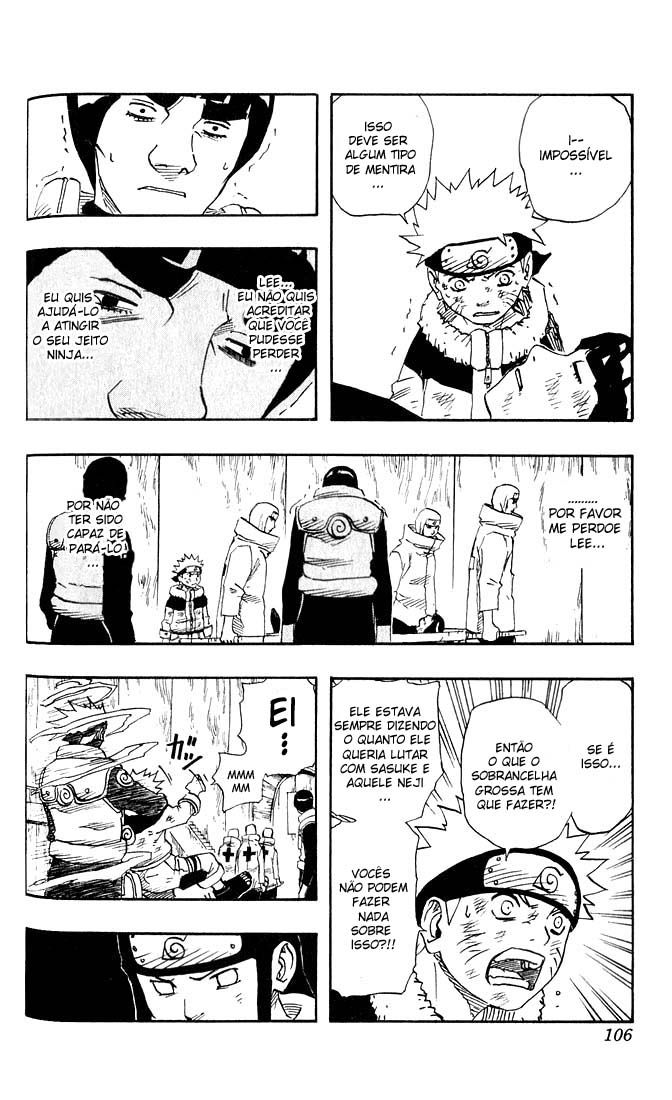 I--
IMPOSSÍVEL
...
ISSO
DEVE SER
ALGUM TIPO
DE MENTIRA
...
LEE...
EU NÃO QUIS
ACREDITAR
QUE VOCÊ
PUDESSE
PERDER
...
EU QUIS
AJUDÁ-LO
A ATINGIR
O SEU JEITO
NINJA...
.........
POR FAVOR
ME PERDOE
LEE...
POR NÃO
TER SIDO
CAPAZ DE
PARÁ-LO!
...
SE É
ISSO...
ENTÃO
O QUE O
SOBRANCELHA
GROSSA TEM
QUE FAZER?!
ELE ESTAVA
SEMPRE DIZENDO
O QUANTO ELE
QUERIA LUTAR
COM SASUKE E
AQUELE NEJI
...
VOCÊS
NÃO PODEM
FAZER
NADA
SOBRE
ISSO?!!
EI
...
MMM
MM
ガッ
106